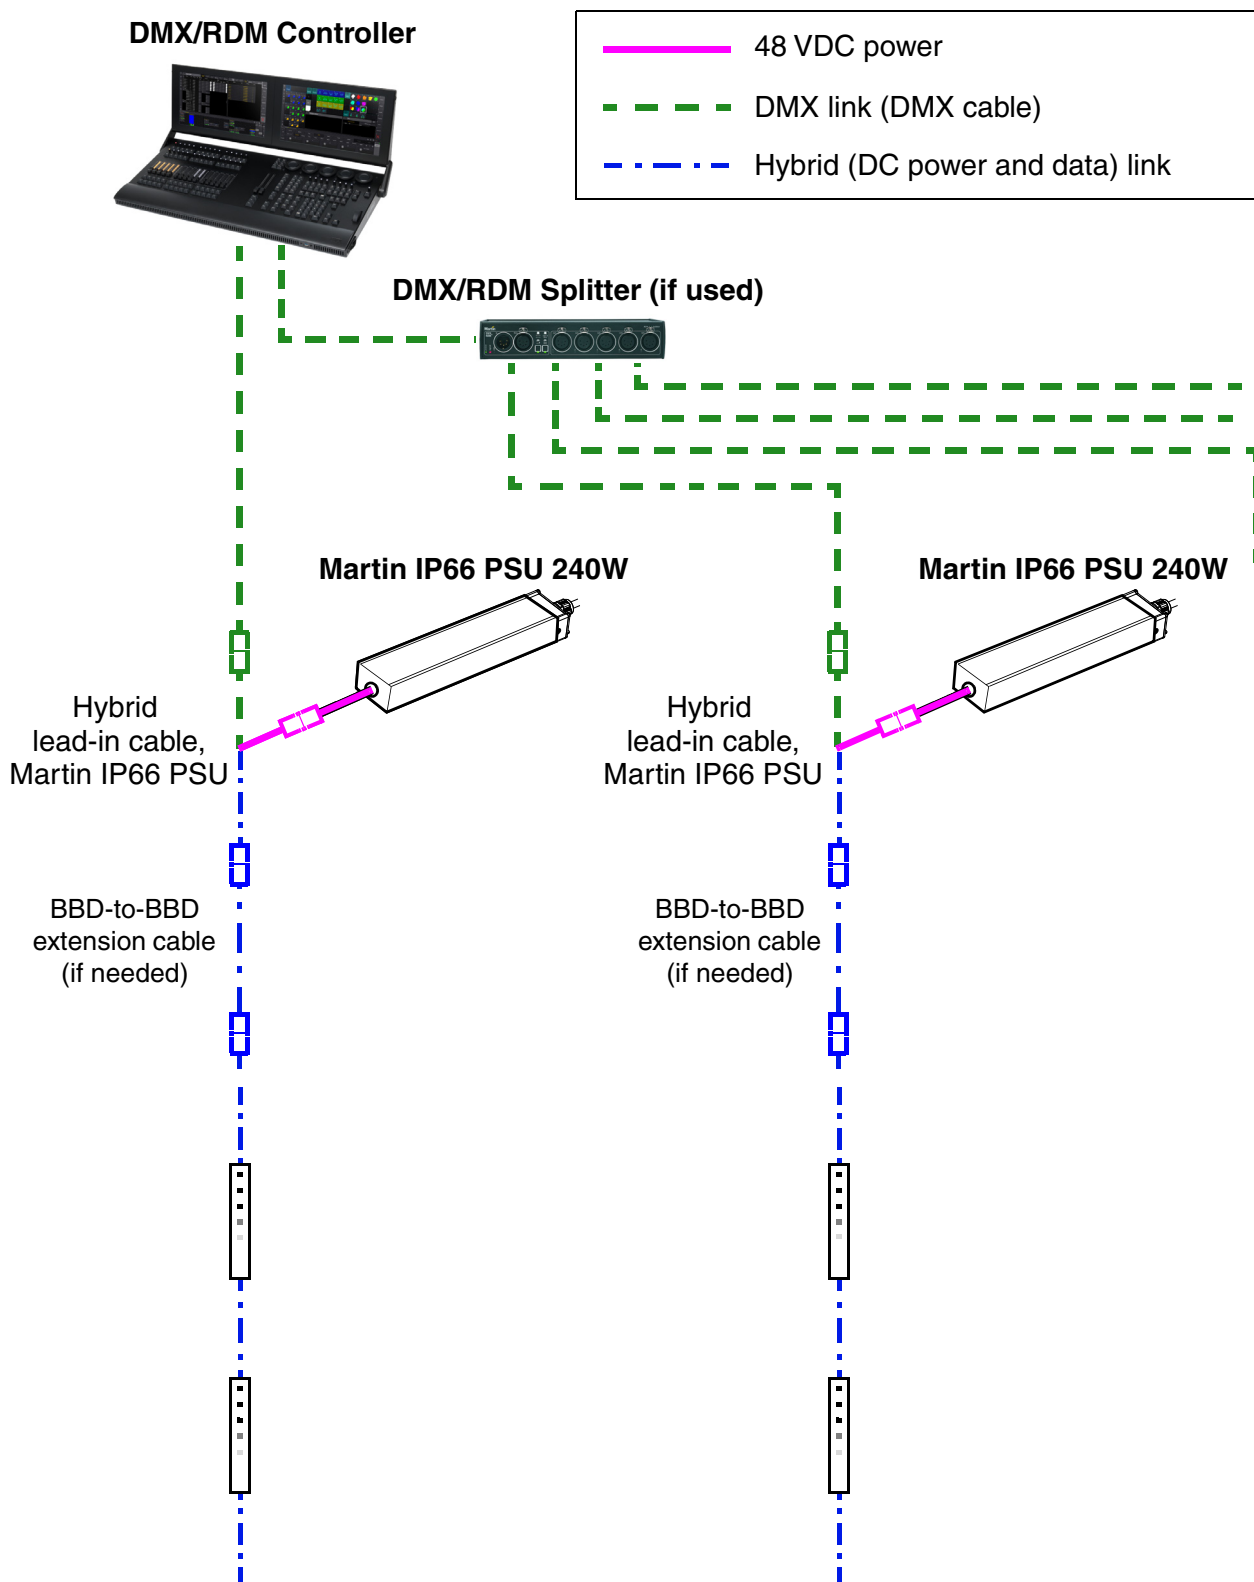 DMX/RDM Controller
48 VDC power
DMX link (DMX cable)
Hybrid (DC power and data) link
DMX/RDM Splitter (if used)
Martin IP66 PSU 240W
Martin IP66 PSU 240W
Hybrid
lead-in cable,
Martin IP66 PSU
Hybrid
lead-in cable,
Martin IP66 PSU
BBD-to-BBD
extension cable
(if needed)
BBD-to-BBD
extension cable
(if needed)